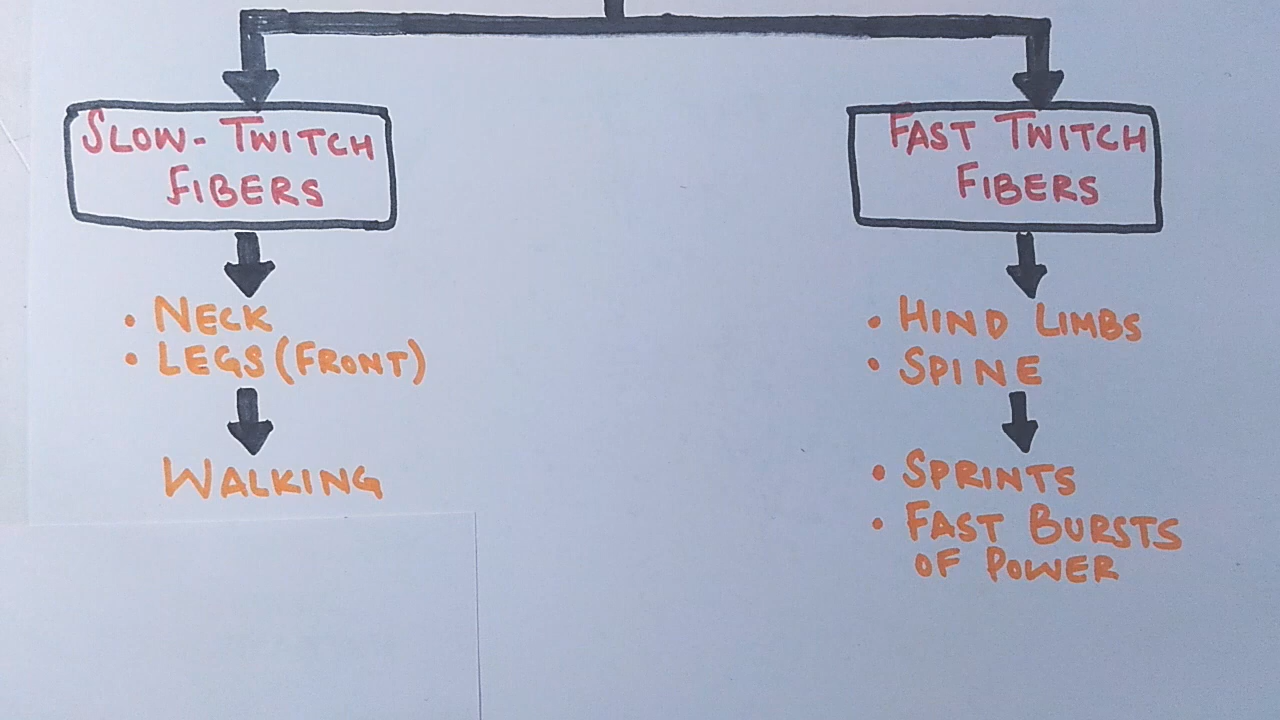 SLOW-TWITCH
FIBERS
• NECK
• LEGS (FRONT)
WALKING
FAST TWITCH
FIBERS
• HIND LIMBS
• SPINE
• SPRINTS
• FAST BURSTS
OF POWER